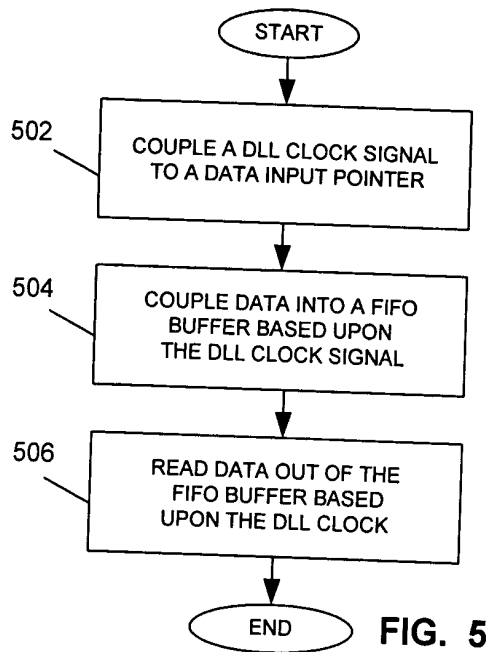 START
502
COUPLE A DLL CLOCK SIGNAL
TO A DATA INPUT POINTER
504
COUPLE DATA INTO A FIFO
BUFFER BASED UPON
THE DLL CLOCK SIGNAL
506
READ DATA OUT OF THE
FIFO BUFFER BASED
UPON THE DLL CLOCK
END
FIG. 5